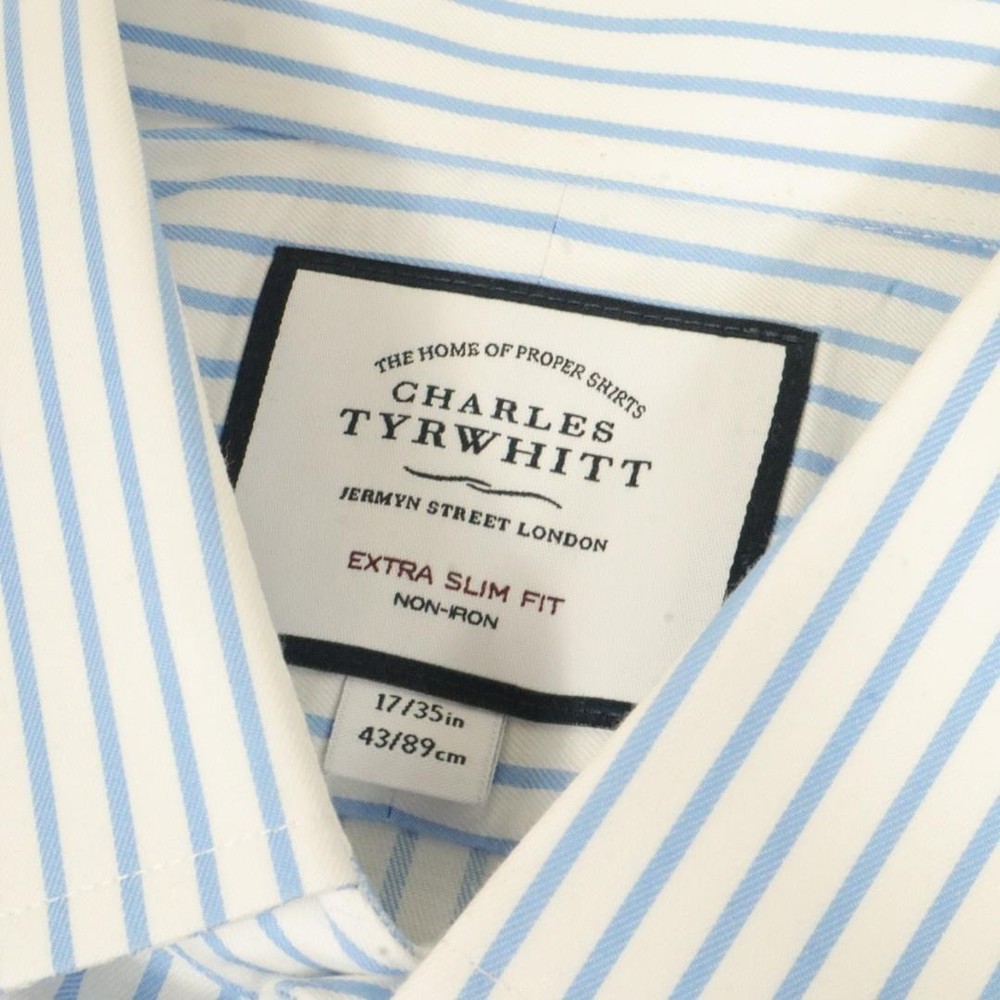 THE HOME OF PROPER SHIRTS
CHARLES
TYRWHITT
JERMYN STREET LONDON
EXTRA SLIM FIT
NON-IRON
17/35in
43/89cm